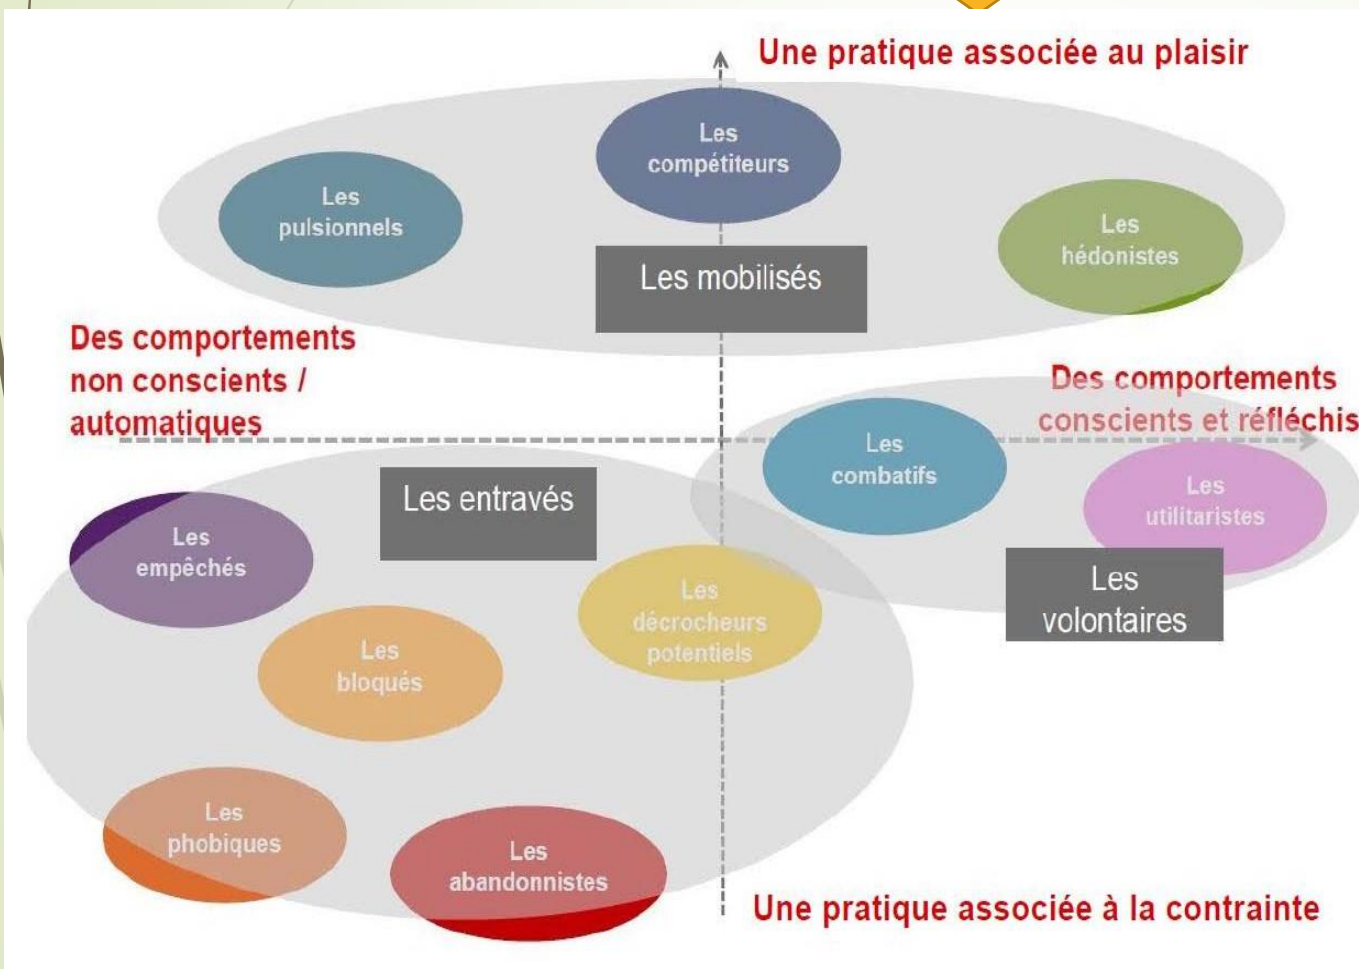 Une pratique associée au plaisir
Les
compétiteurs
Les
pulsionnels
Les
hédonistes
Les mobilisés
Des comportements
non conscients /
automatiques
Des comportements
conscients et réfléchis
Les
combatifs
Les
utilitaristes
Les entravés
Les
empêchés
Les
décrocheurs
potentiels
Les
volontaires
Les
bloqués
Les
phobiques
Les
abandonnistes
Une pratique associée à la contrainte